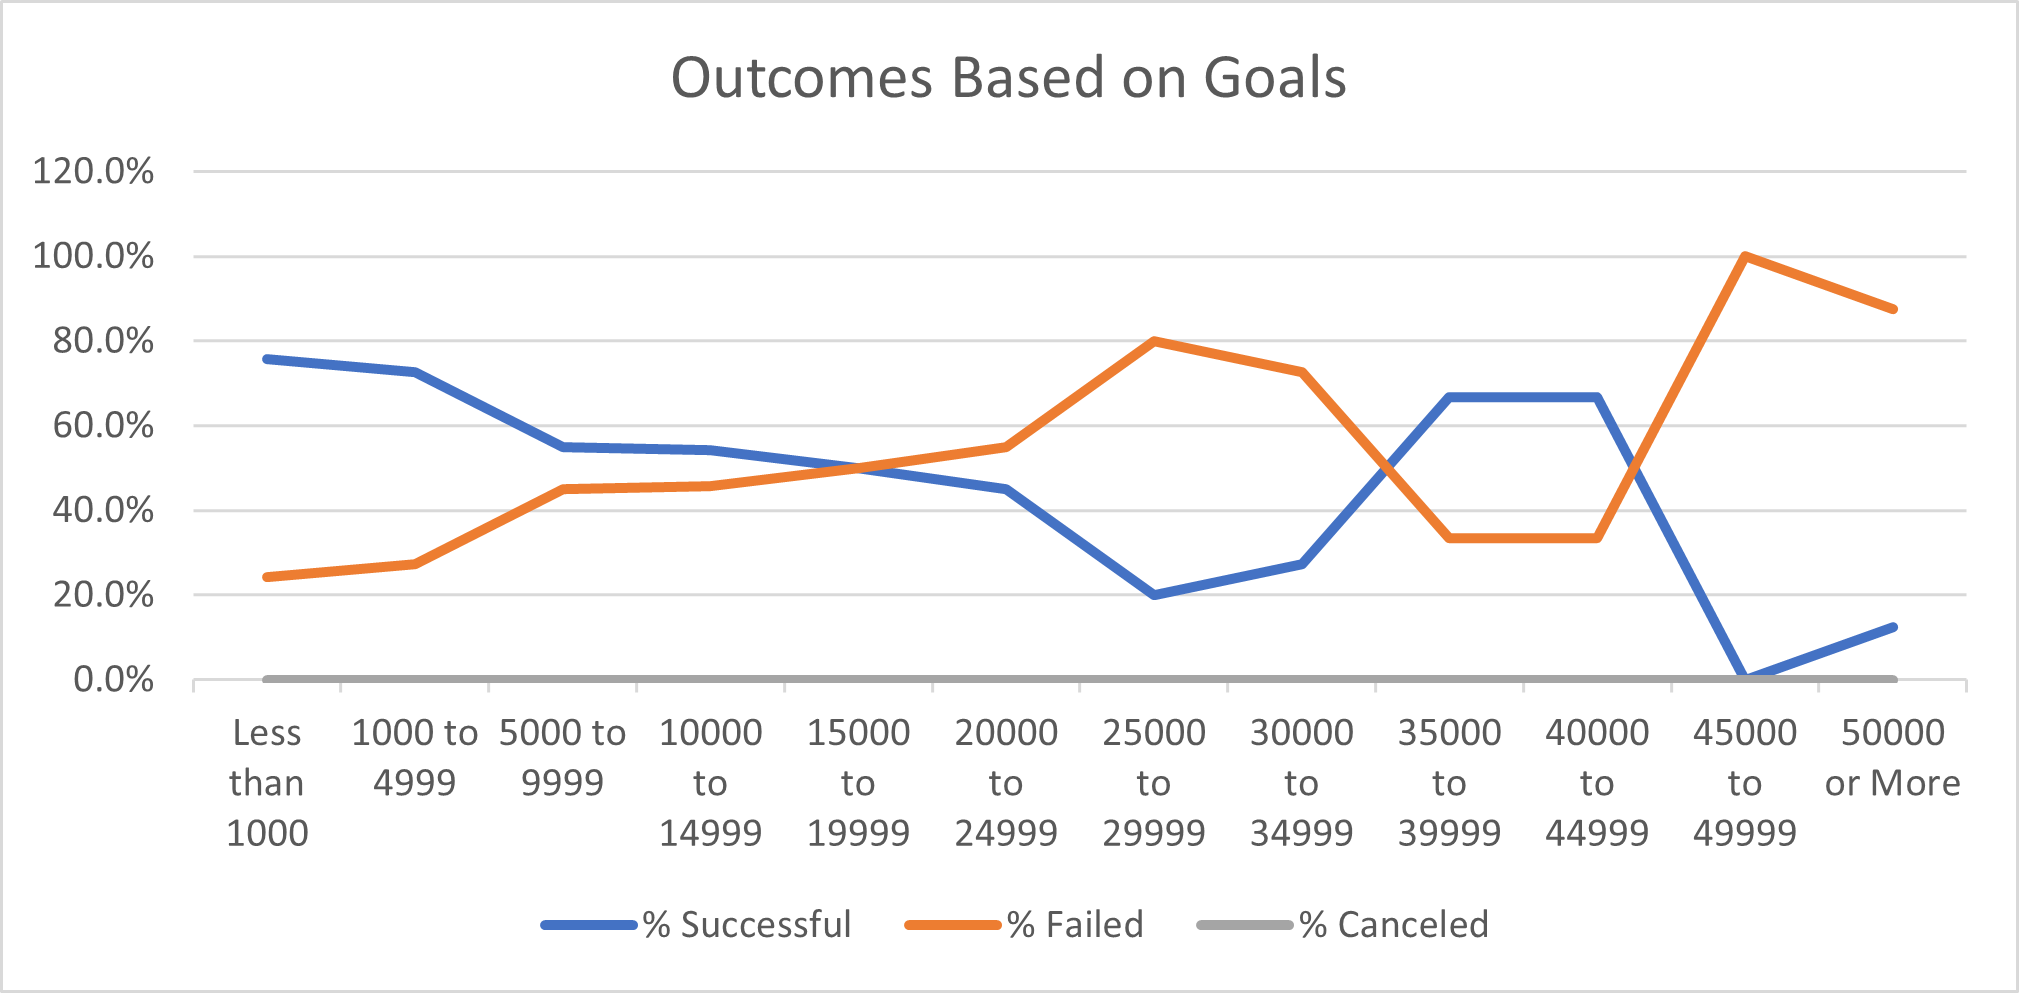 Outcomes Based on Goals
120.0%
100.0%
80.0%
60.0%
40.0%
20.0%
0.0%
Less than 1000
1000 to 4999
5000 to 9999
10000 to 14999
15000 to 19999
20000 to 24999
25000 to 29999
30000 to 34999
35000 to 39999
40000 to 44999
45000 to 49999
50000 or More
% Successful
% Failed
% Canceled